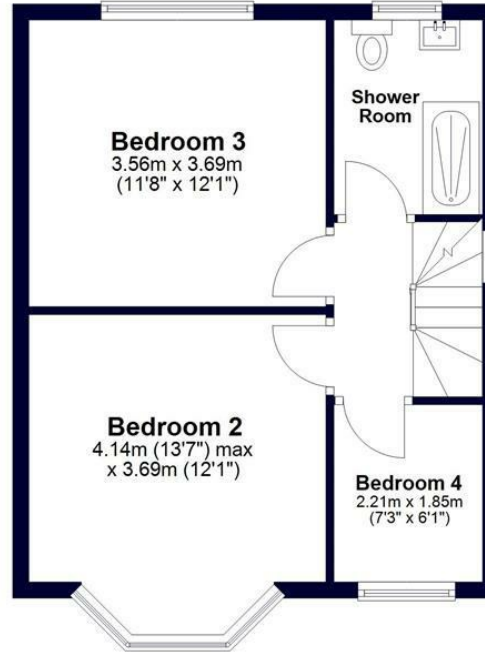 Shower
Room
Bedroom 3
3.56m x 3.69m
(11'8" x 12'1")
Bedroom 2
4.14m (13'7") max
x 3.69m (12'1")
Bedroom 4
2.21m x 1.85m
(7'3" x 6'1")